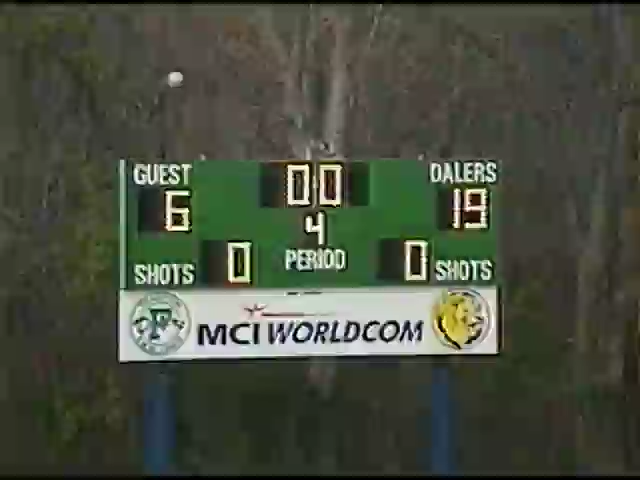 GUEST 00 DALERS
6 4 19
SHOTS 0 PERIOD 0 SHOTS
F MCI WORLDCOM